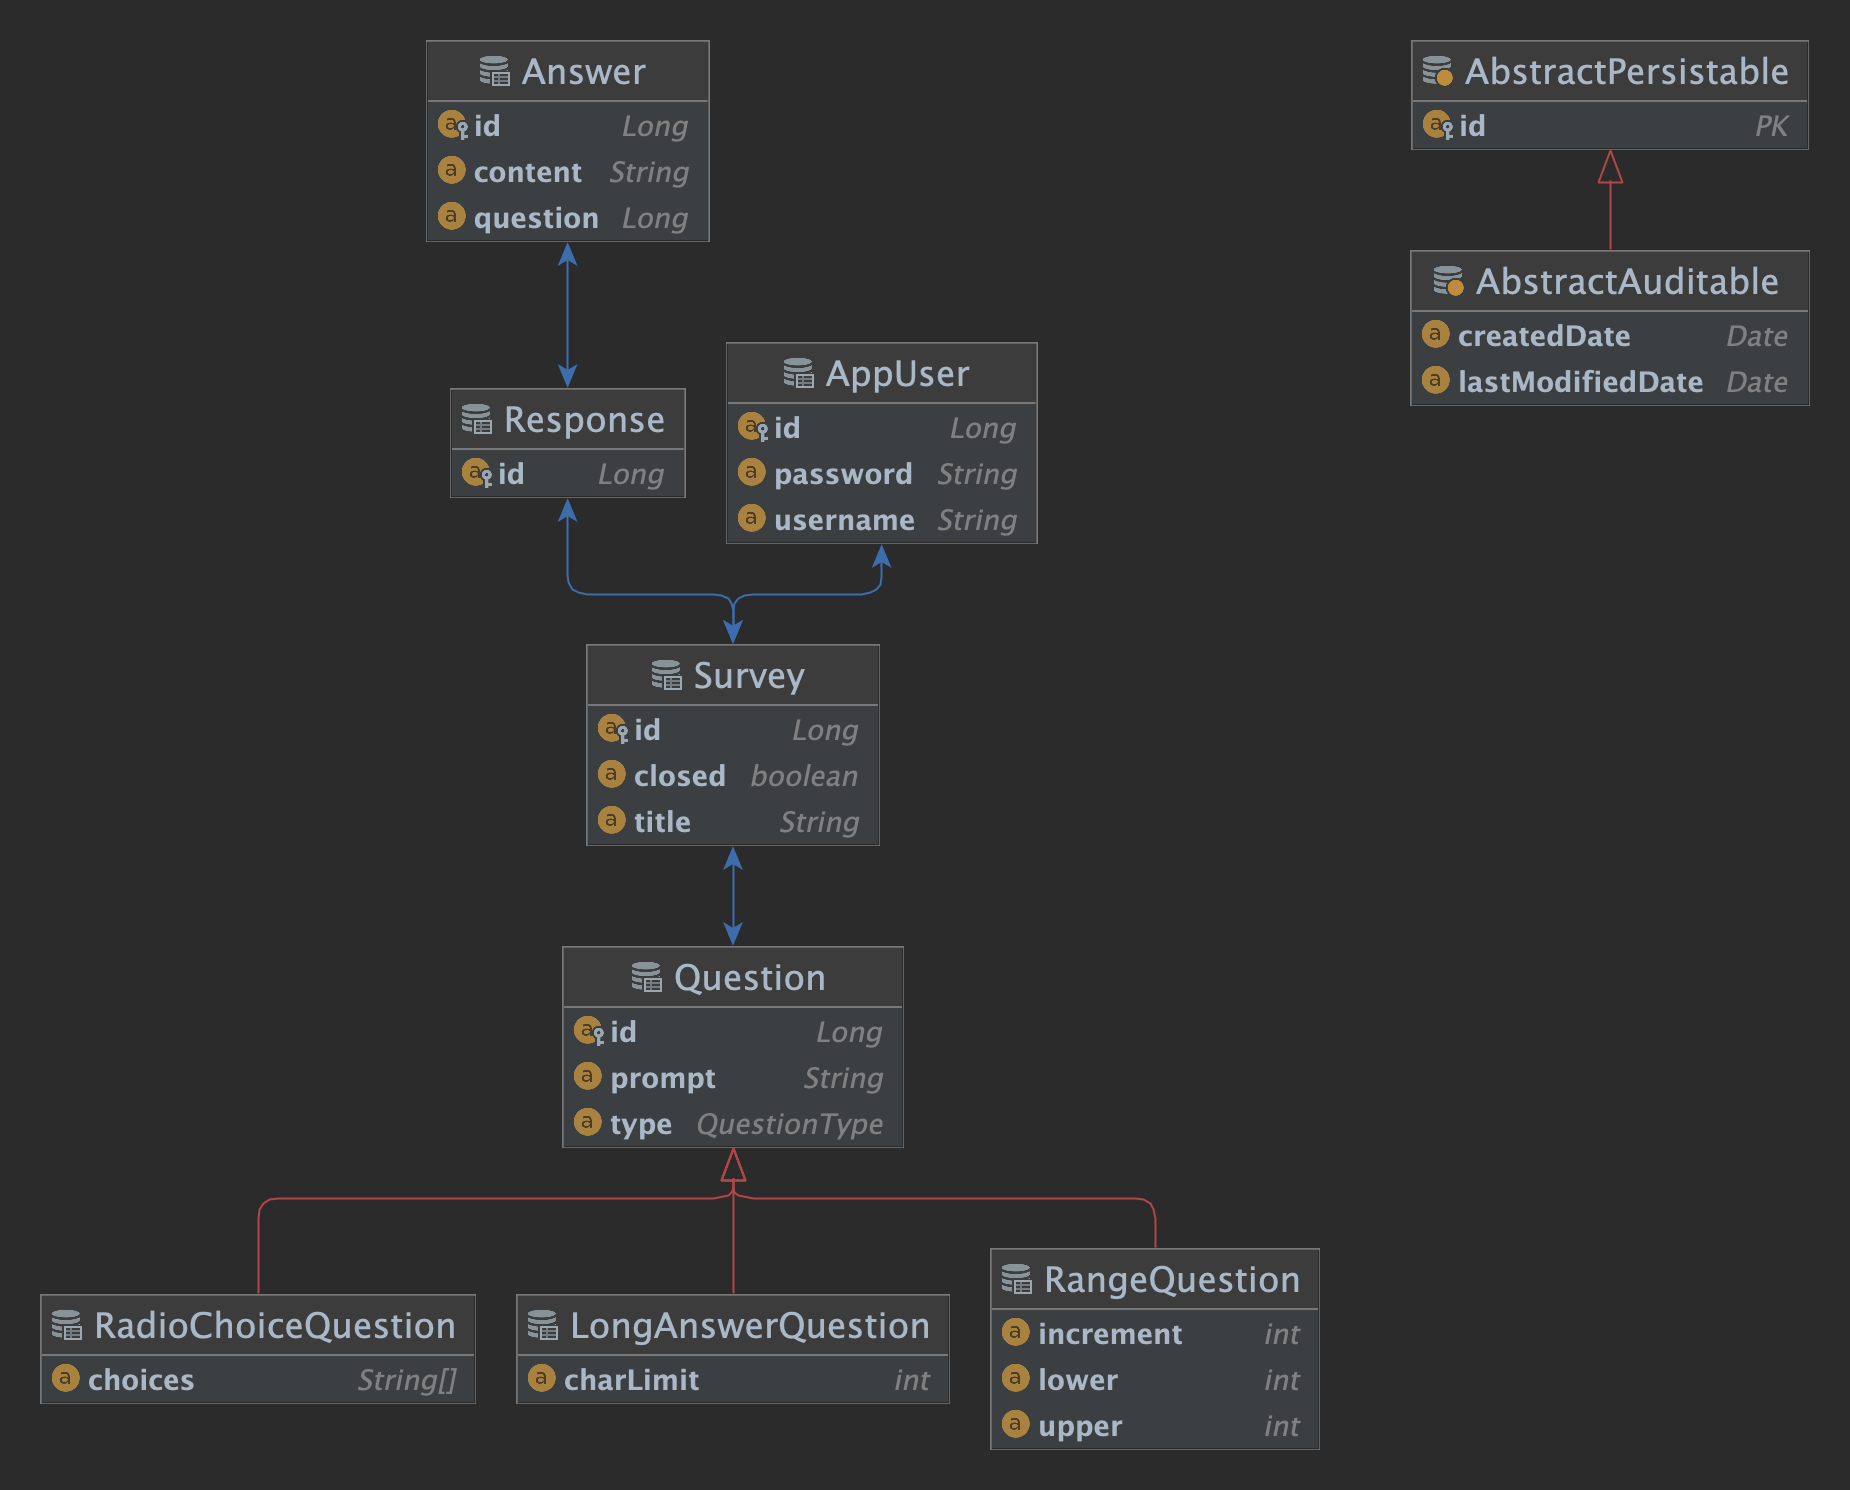 Answer
id Long
content String
question Long
AbstractPersistable
id PK
AbstractAuditable
createdDate Date
lastModifiedDate Date
AppUser
id Long
password String
username String
Response
id Long
Survey
id Long
closed boolean
title String
Question
id Long
prompt String
type QuestionType
RadioChoiceQuestion
choices String[]
LongAnswerQuestion
charLimit int
RangeQuestion
increment int
lower int
upper int